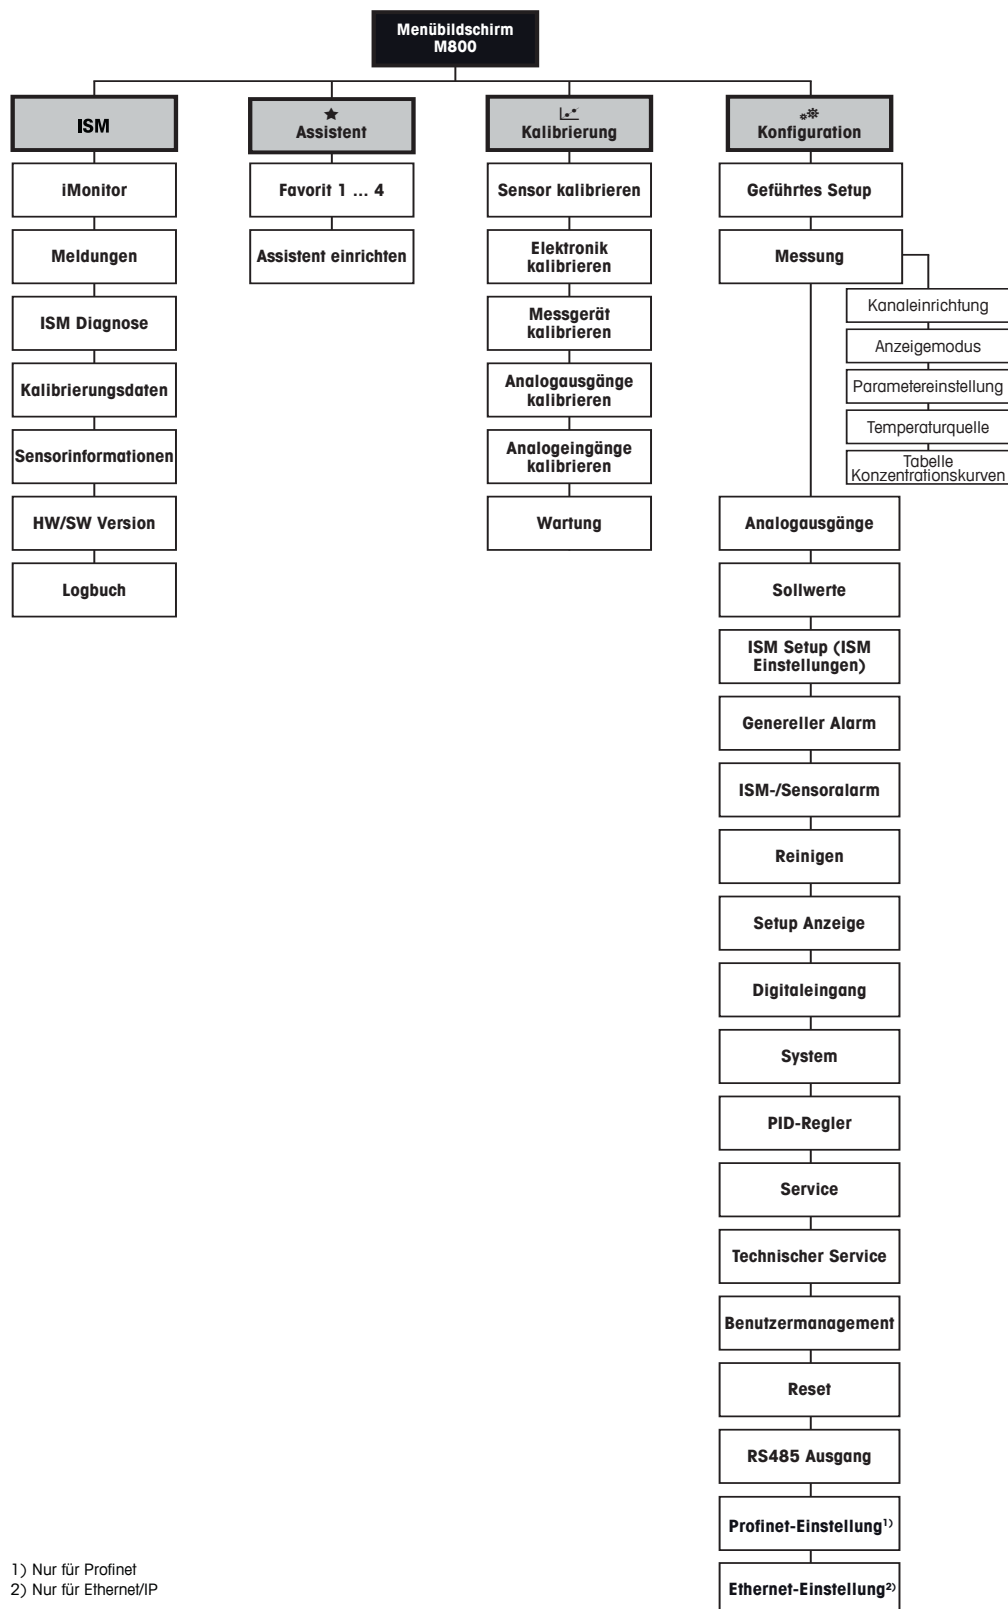 Menübildschirm
M800
ISM
iMonitor
Meldungen
ISM Diagnose
Kalibrierungsdaten
Sensorinformationen
HW/SW Version
Logbuch
Assistent
Favorit 1 ... 4
Assistent einrichten
Kalibrierung
Sensor kalibrieren
Elektronik
kalibrieren
Messgerät
kalibrieren
Analogausgänge
kalibrieren
Analogeingänge
kalibrieren
Wartung
Konfiguration
Geführtes Setup
Messung
Kanaleinrichtung
Anzeigemodus
Parametereinstellung
Temperaturquelle
Tabelle
Konzentrationskurven
Analogausgänge
Sollwerte
ISM Setup (ISM
Einstellungen)
Genereller Alarm
ISM-/Sensoralarm
Reinigen
Setup Anzeige
Digitaleingang
System
PID-Regler
Service
Technischer Service
Benutzermanagement
Reset
RS485 Ausgang
Profinet-Einstellung1)
Ethernet-Einstellung2)
1) Nur für Profinet
2) Nur für Ethernet/IP